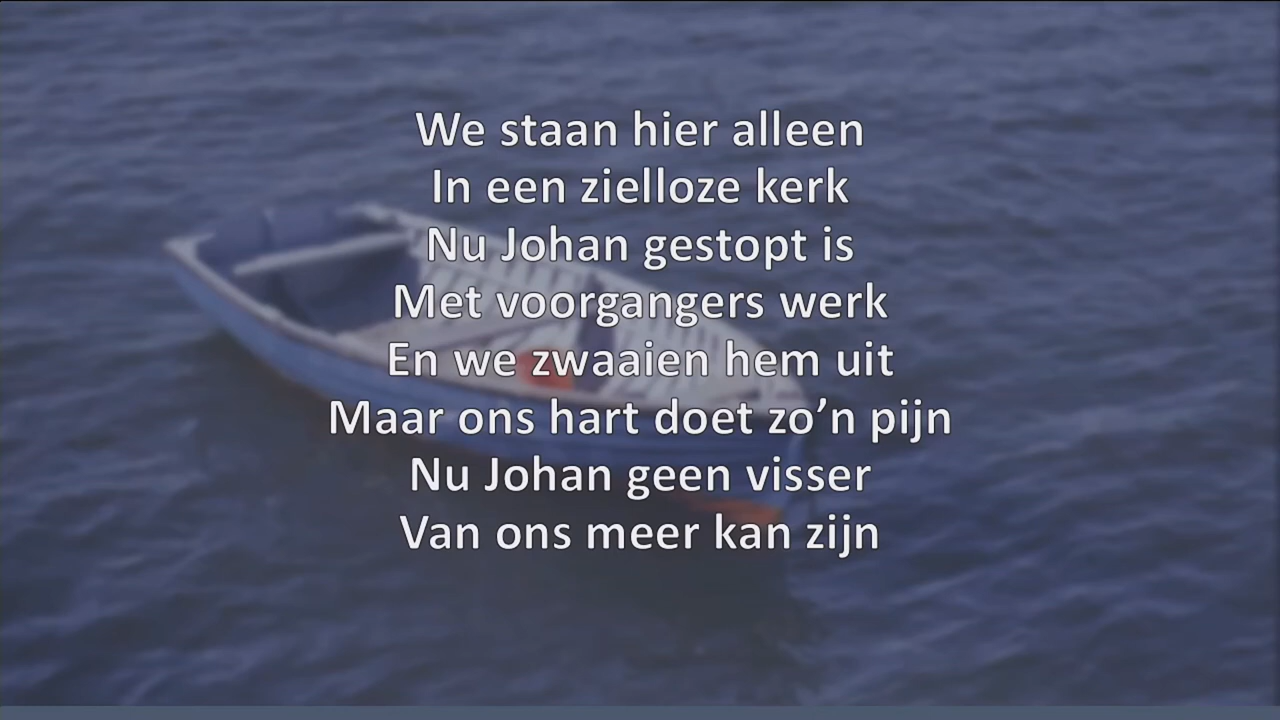 We staan hier alleen
In een zielloze kerk
Nu Johan gestopt is
Met voorgangers werk
En we zwaaien hem uit
Maar ons hart doet zo’n pijn
Nu Johan geen visser
Van ons meer kan zijn